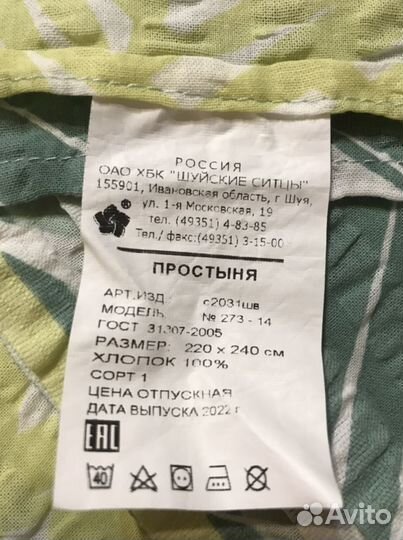 РОССИЯ
ОАО ХБК "ШУЙСКИЕ СИТЦЫ"
155901, Ивановская область, г Шуя,
ул. 1-я Московская, 19
тел. (49351) 4-83-85
Тел./ факс:(49351) 3-15-00
®
ПРОСТЫНЯ
АРТ.ИЗД : с2031шв
МОДЕЛЬ: № 273 - 14
ГОСТ 31307-2005
РАЗМЕР: 220 x 240 см
ХЛОПОК 100%
СОРТ 1
ЦЕНА ОТПУСКНАЯ
ДАТА ВЫПУСКА 2022 г
EAC
40
Avito